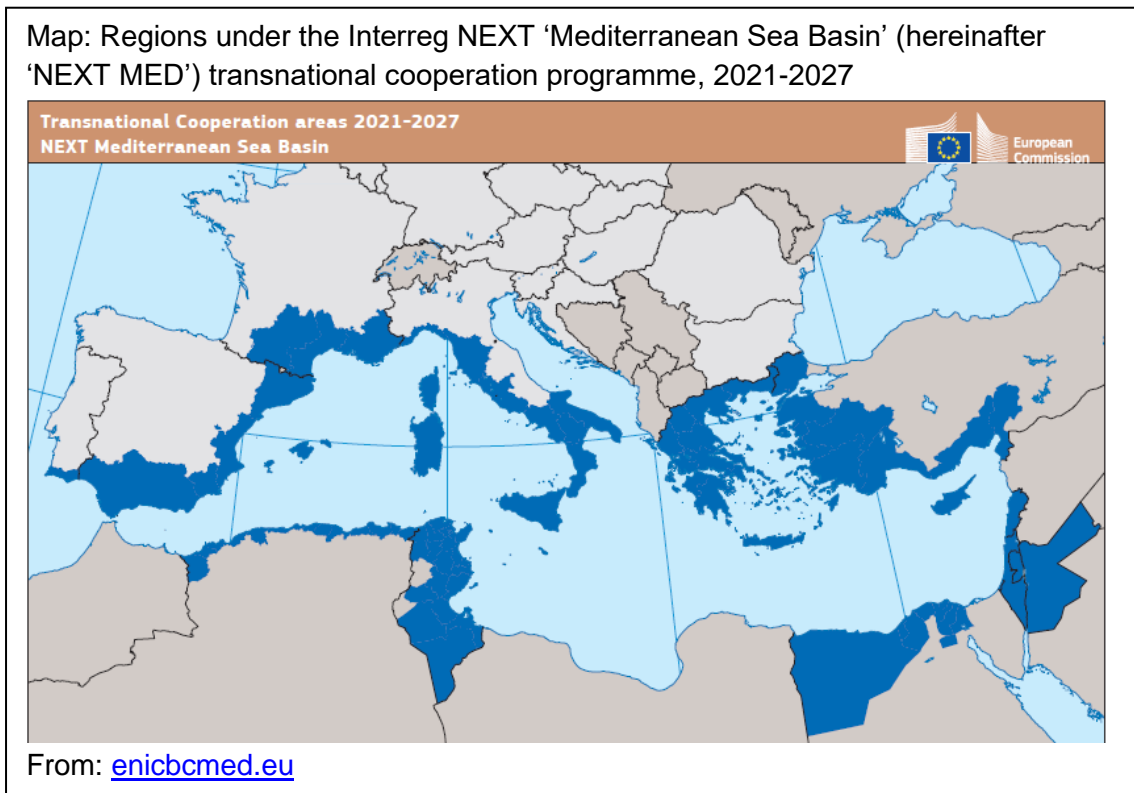 Map: Regions under the Interreg NEXT ‘Mediterranean Sea Basin’ (hereinafter
‘NEXT MED’) transnational cooperation programme, 2021-2027
Transnational Cooperation areas 2021-2027
NEXT Mediterranean Sea Basin
European
Commission
From: enicbcmed.eu